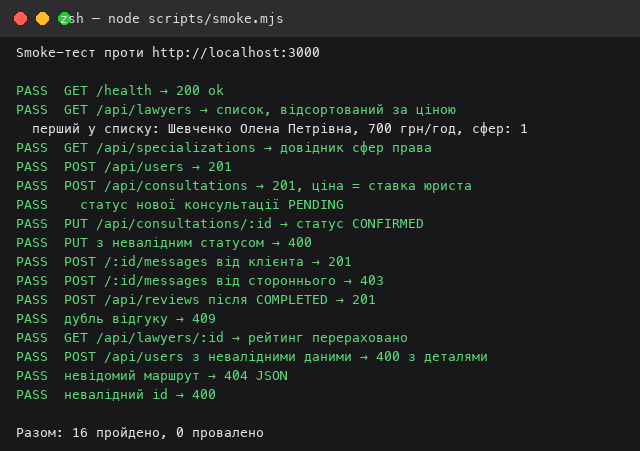 zsh — node scripts/smoke.mjs
Smoke-тест проти http://localhost:3000
PASS  GET /health → 200 ok
PASS  GET /api/lawyers → список, відсортований за ціною
  перший у списку: Шевченко Олена Петрівна, 700 грн/год, сфер: 1
PASS  GET /api/specializations → довідник сфер права
PASS  POST /api/users → 201
PASS  POST /api/consultations → 201, ціна = ставка юриста
PASS    статус нової консультації PENDING
PASS  PUT /api/consultations/:id → статус CONFIRMED
PASS  PUT з невалідним статусом → 400
PASS  POST /:id/messages від клієнта → 201
PASS  POST /:id/messages від стороннього → 403
PASS  POST /api/reviews після COMPLETED → 201
PASS  дубль відгуку → 409
PASS  GET /api/lawyers/:id → рейтинг перераховано
PASS  POST /api/users з невалідними даними → 400 з деталями
PASS  невідомий маршрут → 404 JSON
PASS  невалідний id → 400
Разом: 16 пройдено, 0 провалено